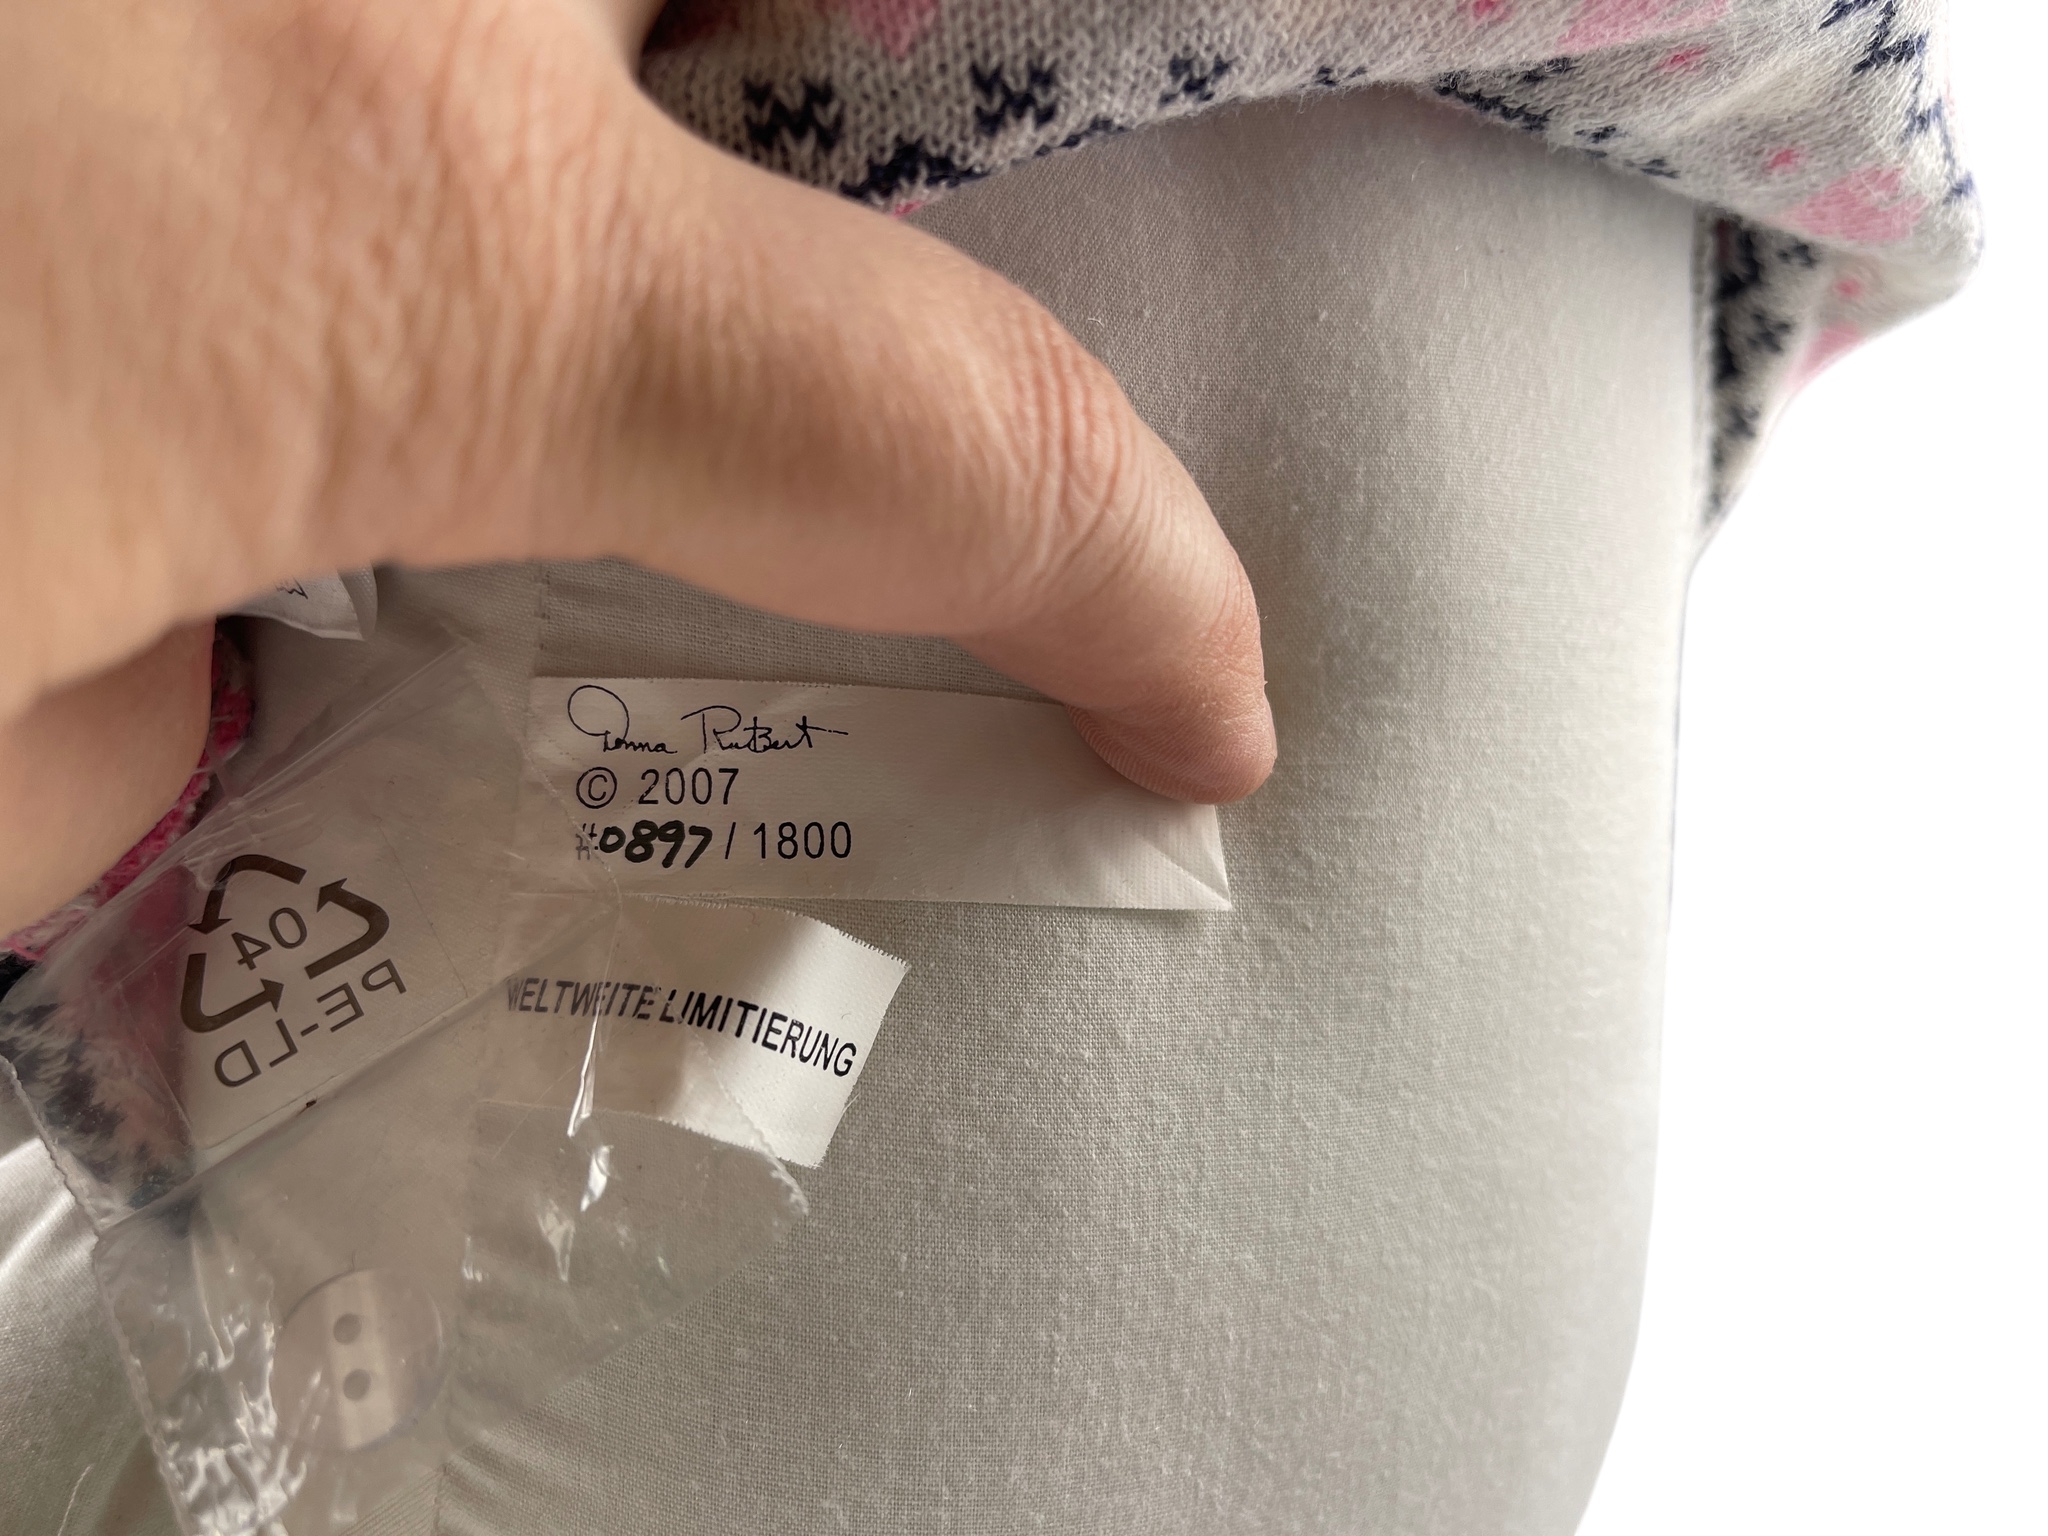 Donna RuBert
© 2007
#0897 / 1800
WELTWEITE LIMITIERUNG
04
PE-LD